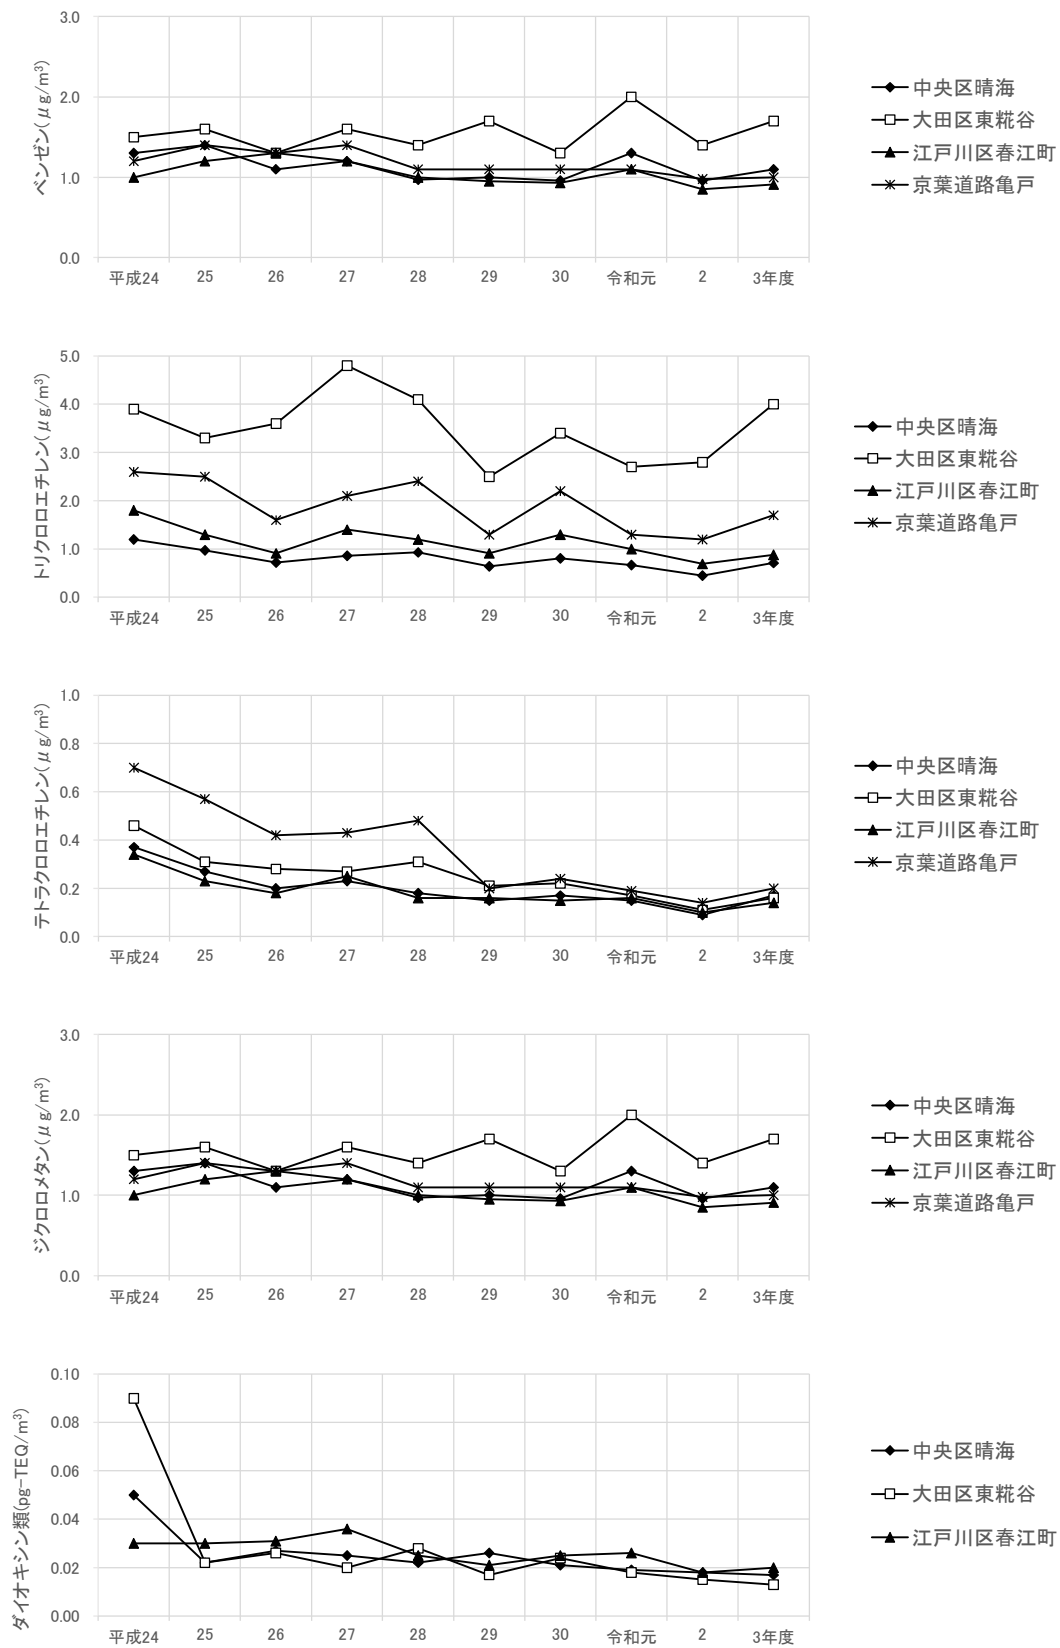 ベンゼン(μg/m³)
3.0
2.0
1.0
0.0
平成24 25 26 27 28 29 30 令和元 2 3年度
中央区晴海
大田区東糀谷
江戸川区春江町
京葉道路亀戸
トリクロロエチレン(μg/m³)
5.0
4.0
3.0
2.0
1.0
0.0
平成24 25 26 27 28 29 30 令和元 2 3年度
中央区晴海
大田区東糀谷
江戸川区春江町
京葉道路亀戸
テトラクロロエチレン(μg/m³)
1.0
0.8
0.6
0.4
0.2
0.0
平成24 25 26 27 28 29 30 令和元 2 3年度
中央区晴海
大田区東糀谷
江戸川区春江町
京葉道路亀戸
ジクロロメタン(μg/m³)
3.0
2.0
1.0
0.0
平成24 25 26 27 28 29 30 令和元 2 3年度
中央区晴海
大田区東糀谷
江戸川区春江町
京葉道路亀戸
ダイオキシン類(pg-TEQ/m³)
0.10
0.08
0.06
0.04
0.02
0.00
平成24 25 26 27 28 29 30 令和元 2 3年度
中央区晴海
大田区東糀谷
江戸川区春江町